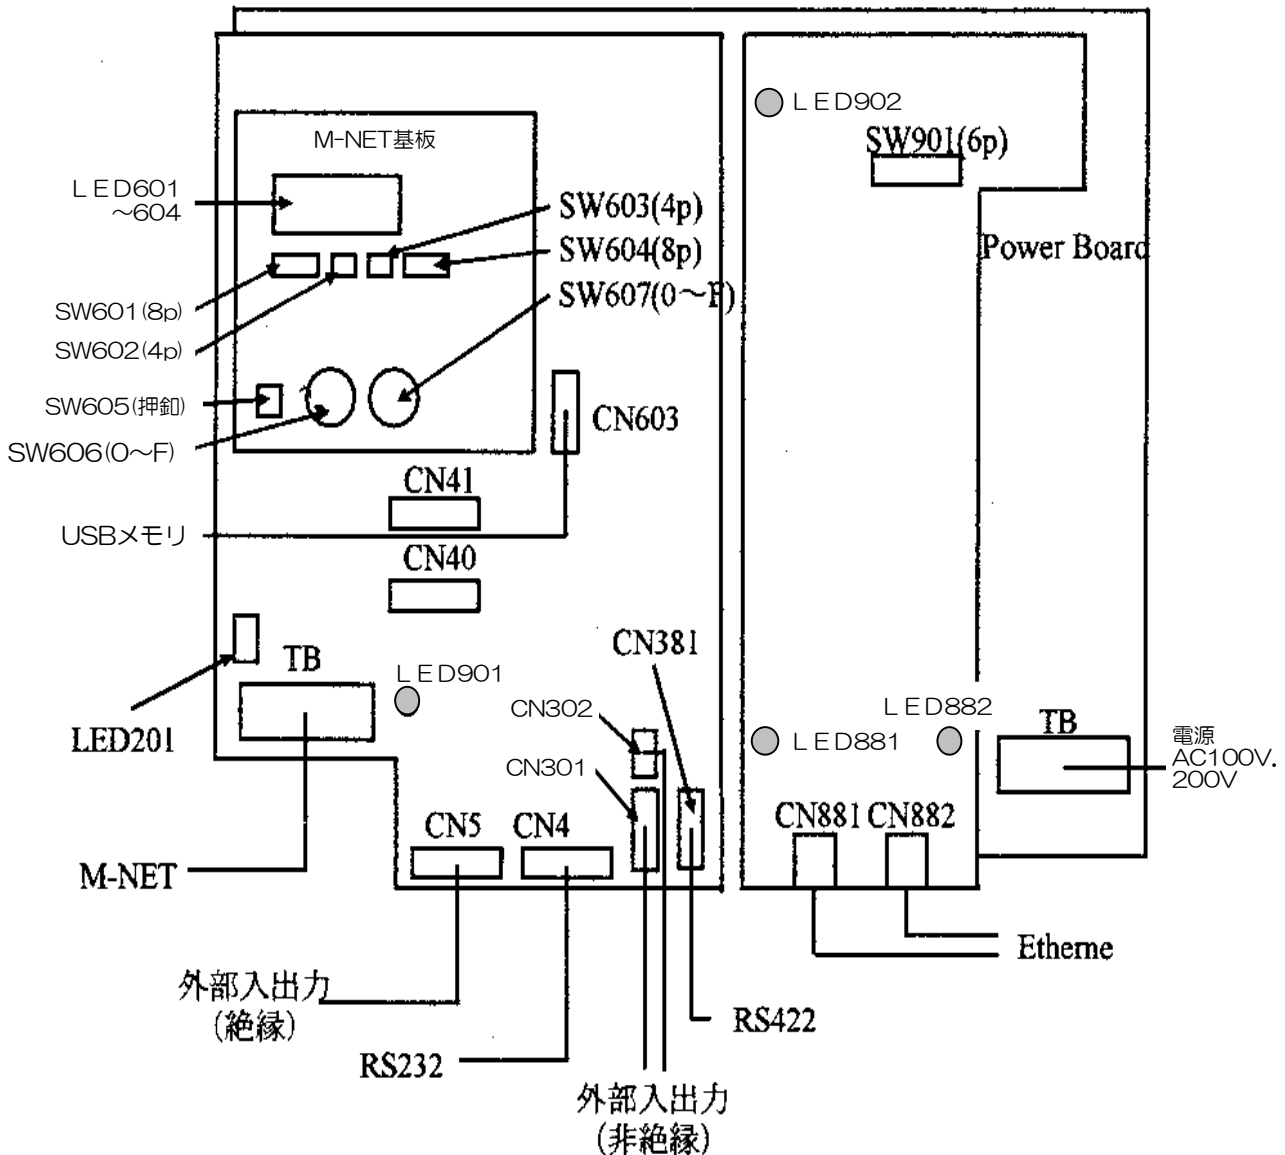 LED902
SW901(6p)
M-NET基板
LED601
～604
SW603(4p)
SW604(8p)
SW607(0～F)
Power Board
SW601(8p)
SW602(4p)
SW605(押釦)
SW606(0～F)
CN603
CN41
USBメモリ
CN40
CN381
TB
LED901
CN302
LED201
CN301
LED881
LED882
TB
電源
AC100V.
200V
CN5
CN4
CN881
CN882
M-NET
Etherne
外部入出力
(絶縁)
RS422
RS232
外部入出力
(非絶縁)